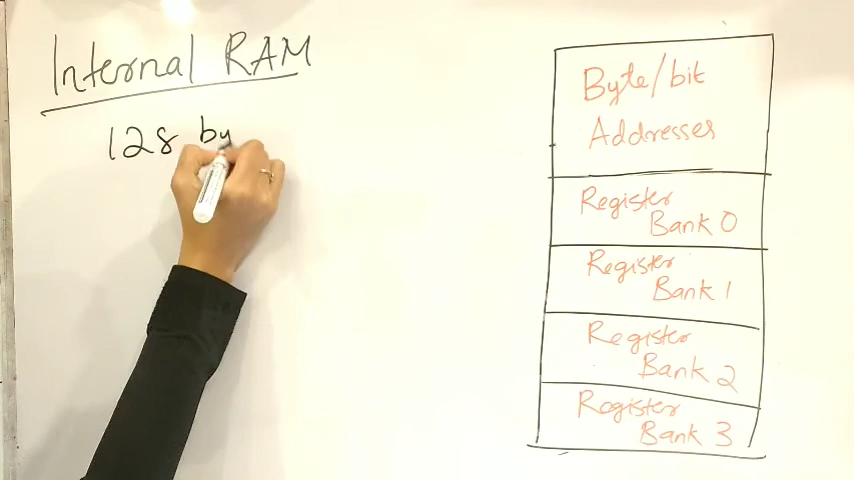 Internal RAM
128 by
Byte/bit
Addresses
Register
Bank 0
Register
Bank 1
Register
Bank 2
Register
Bank 3